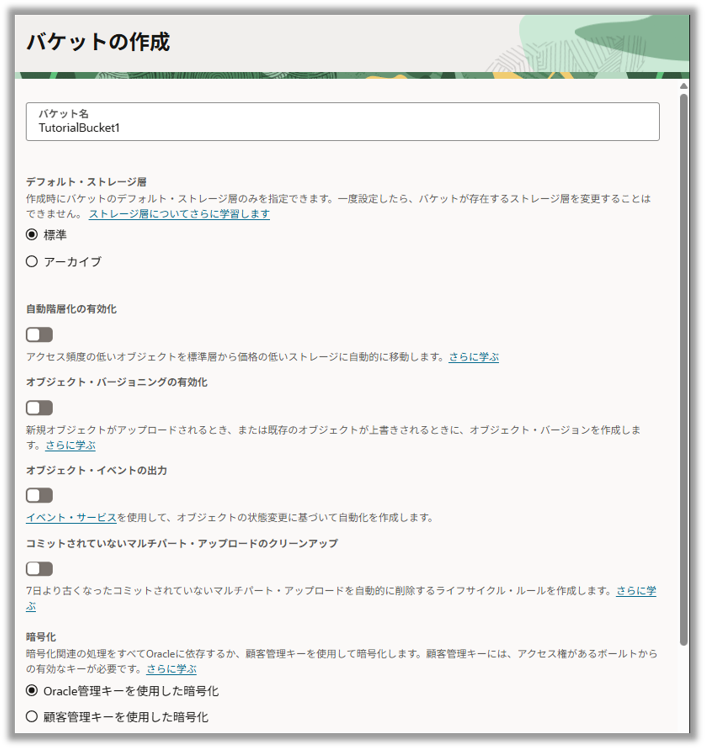 バケットの作成
バケット名
TutorialBucket1
デフォルト・ストレージ層
作成時にバケットのデフォルト・ストレージ層のみを指定できます。一度設定したら、バケットが存在するストレージ層を変更することは
できません。 ストレージ層についてさらに学習します
標準
アーカイブ
自動階層化の有効化
アクセス頻度の低いオブジェクトを標準層から価格の低いストレージに自動的に移動します。さらに学ぶ
オブジェクト・バージョニングの有効化
新規オブジェクトがアップロードされるとき、または既存のオブジェクトが上書きされるときに、オブジェクト・バージョンを作成しま
す。さらに学ぶ
オブジェクト・イベントの出力
イベント・サービスを使用して、オブジェクトの状態変更に基づいて自動化を作成します。
コミットされていないマルチパート・アップロードのクリーンアップ
7日より古くなったコミットされていないマルチパート・アップロードを自動的に削除するライフサイクル・ルールを作成します。さらに学
ぶ
暗号化
暗号化関連の処理をすべてOracleに依存するか、顧客管理キーを使用して暗号化します。顧客管理キーには、アクセス権があるボールトから
の有効なキーが必要です。さらに学ぶ
Oracle管理キーを使用した暗号化
顧客管理キーを使用した暗号化